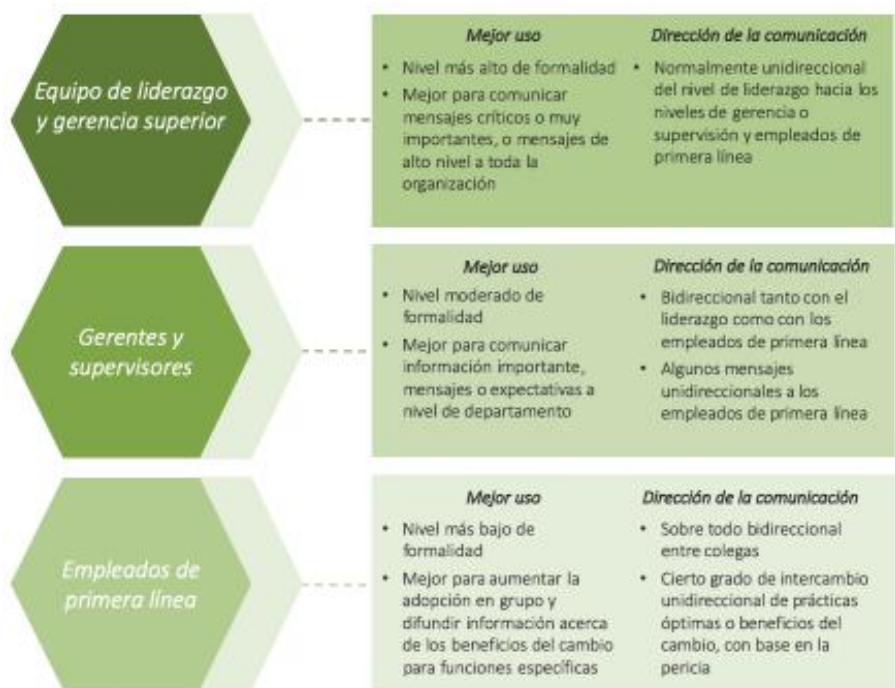 Equipo de liderazgo
y gerencia superior
Mejor uso
• Nivel más alto de formalidad
• Mejor para comunicar
mensajes críticos o muy
importantes, o mensajes de
alto nivel a toda la
organización
Dirección de la comunicación
• Normalmente unidireccional
del nivel de liderazgo hacia los
niveles de gerencia o
supervisión y empleados de
primera línea
Gerentes y
supervisores
Mejor uso
• Nivel moderado de
formalidad
• Mejor para comunicar
información importante,
mensajes o expectativas a
nivel de departamento
Dirección de la comunicación
• Bidireccional tanto con el
liderazgo como con los
empleados de primera línea
• Algunos mensajes
unidireccionales a los
empleados de primera línea
Empleados de
primera línea
Mejor uso
• Nivel más bajo de
formalidad
• Mejor para aumentar la
adopción en grupo y
difundir información acerca
de los beneficios del cambio
para funciones específicas
Dirección de la comunicación
• Sobre todo bidireccional
entre colegas
• Cierto grado de intercambio
unidireccional de prácticas
óptimas o beneficios del
cambio, con base en la
pericia